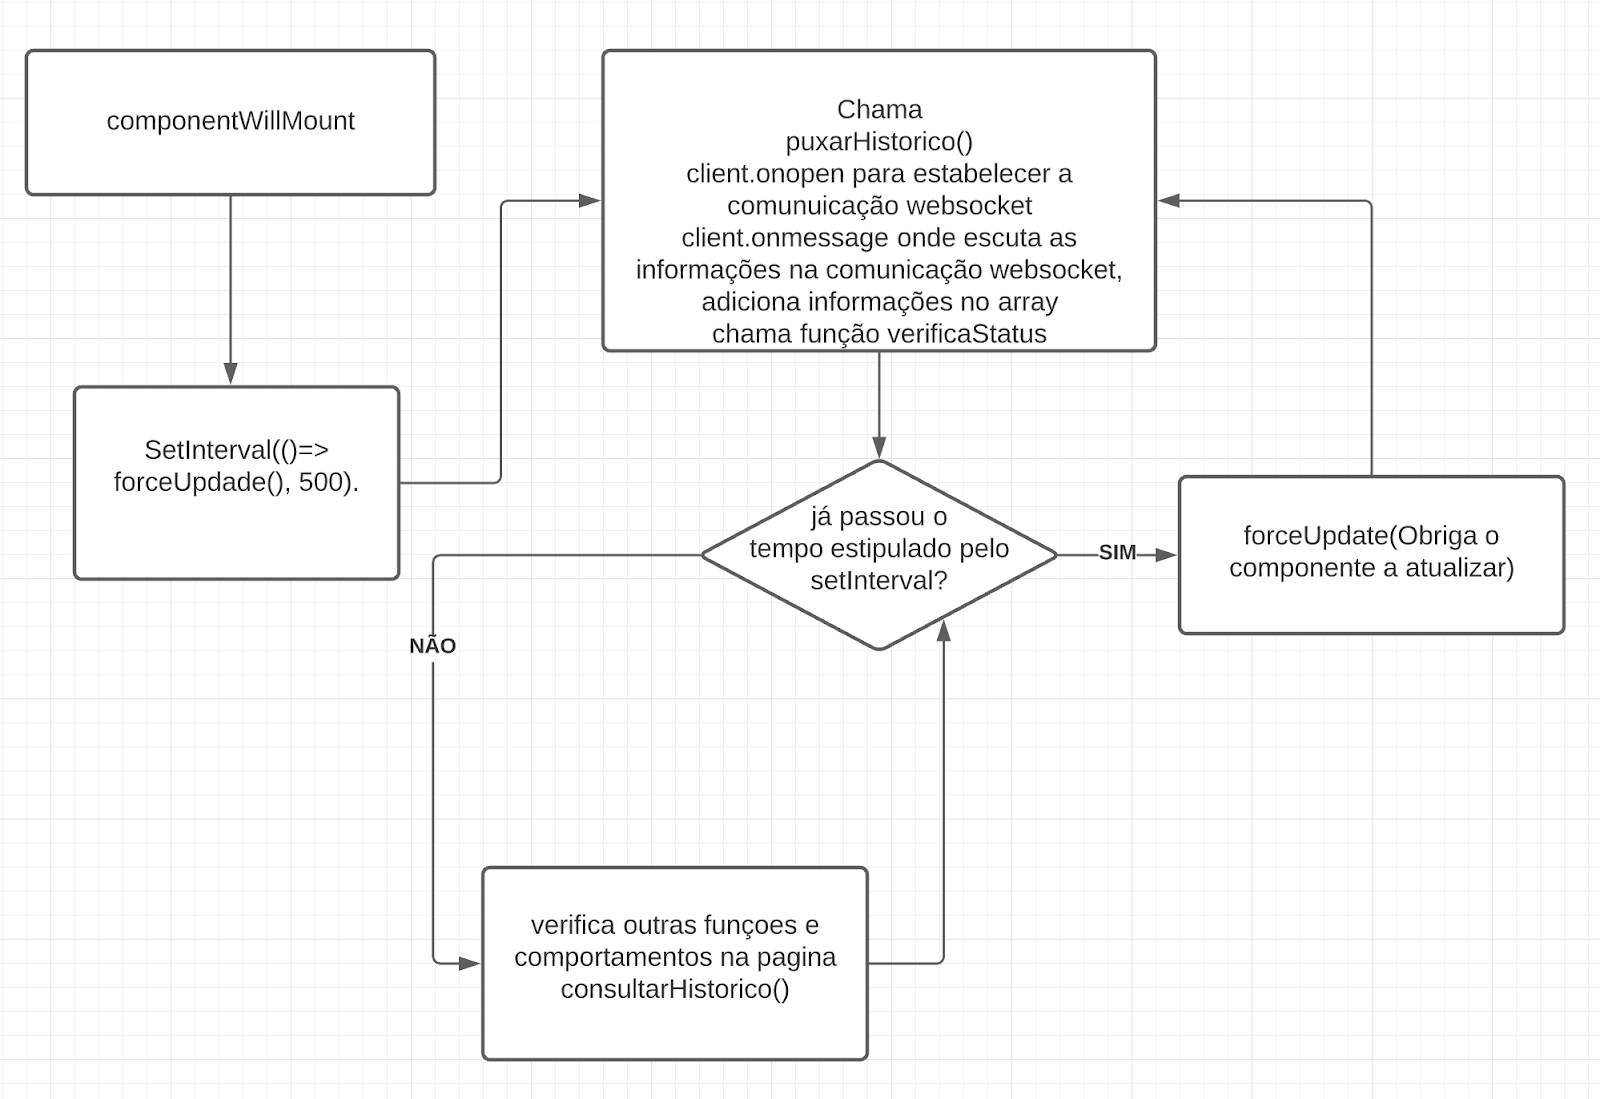 componentWillMount
SetInterval(()=>
forceUpdade(), 500).
Chama
puxarHistorico()
client.onopen para estabelecer a
comunuicação websocket
client.onmessage onde escuta as
informações na comunicação websocket,
adiciona informações no array
chama função verificaStatus
já passou o
tempo estipulado pelo
setInterval?
SIM
forceUpdate(Obriga o
componente a atualizar)
NÃO
verifica outras funçoes e
comportamentos na pagina
consultarHistorico()